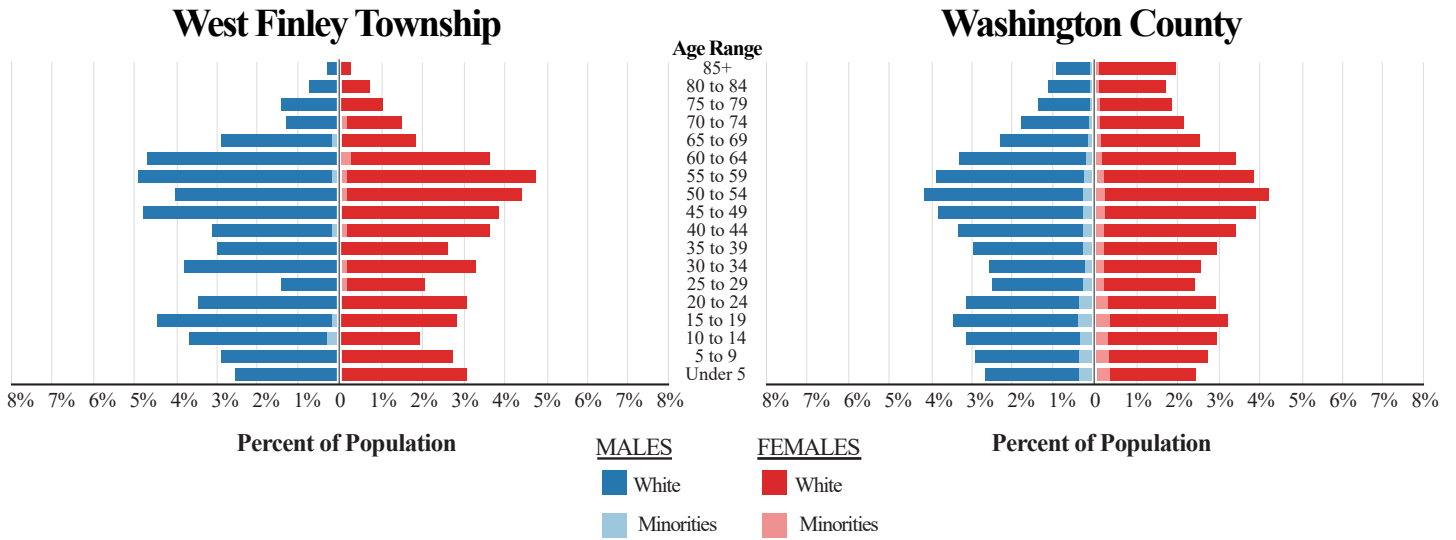 West Finley Township
Washington County
Age Range
85+
80 to 84
75 to 79
70 to 74
65 to 69
60 to 64
55 to 59
50 to 54
45 to 49
40 to 44
35 to 39
30 to 34
25 to 29
20 to 24
15 to 19
10 to 14
5 to 9
Under 5
8% 7% 6% 5% 4% 3% 2% 1% 0 1% 2% 3% 4% 5% 6% 7% 8%
8% 7% 6% 5% 4% 3% 2% 1% 0 1% 2% 3% 4% 5% 6% 7% 8%
Percent of Population
Percent of Population
MALES
FEMALES
White
White
Minorities
Minorities